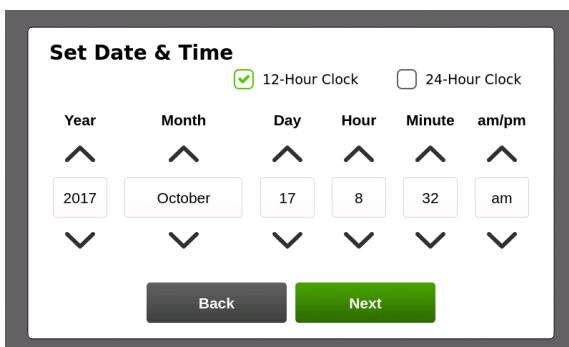 Set Date & Time
12-Hour Clock 24-Hour Clock
Year Month Day Hour Minute am/pm
2017 October 17 8 32 am
Back Next